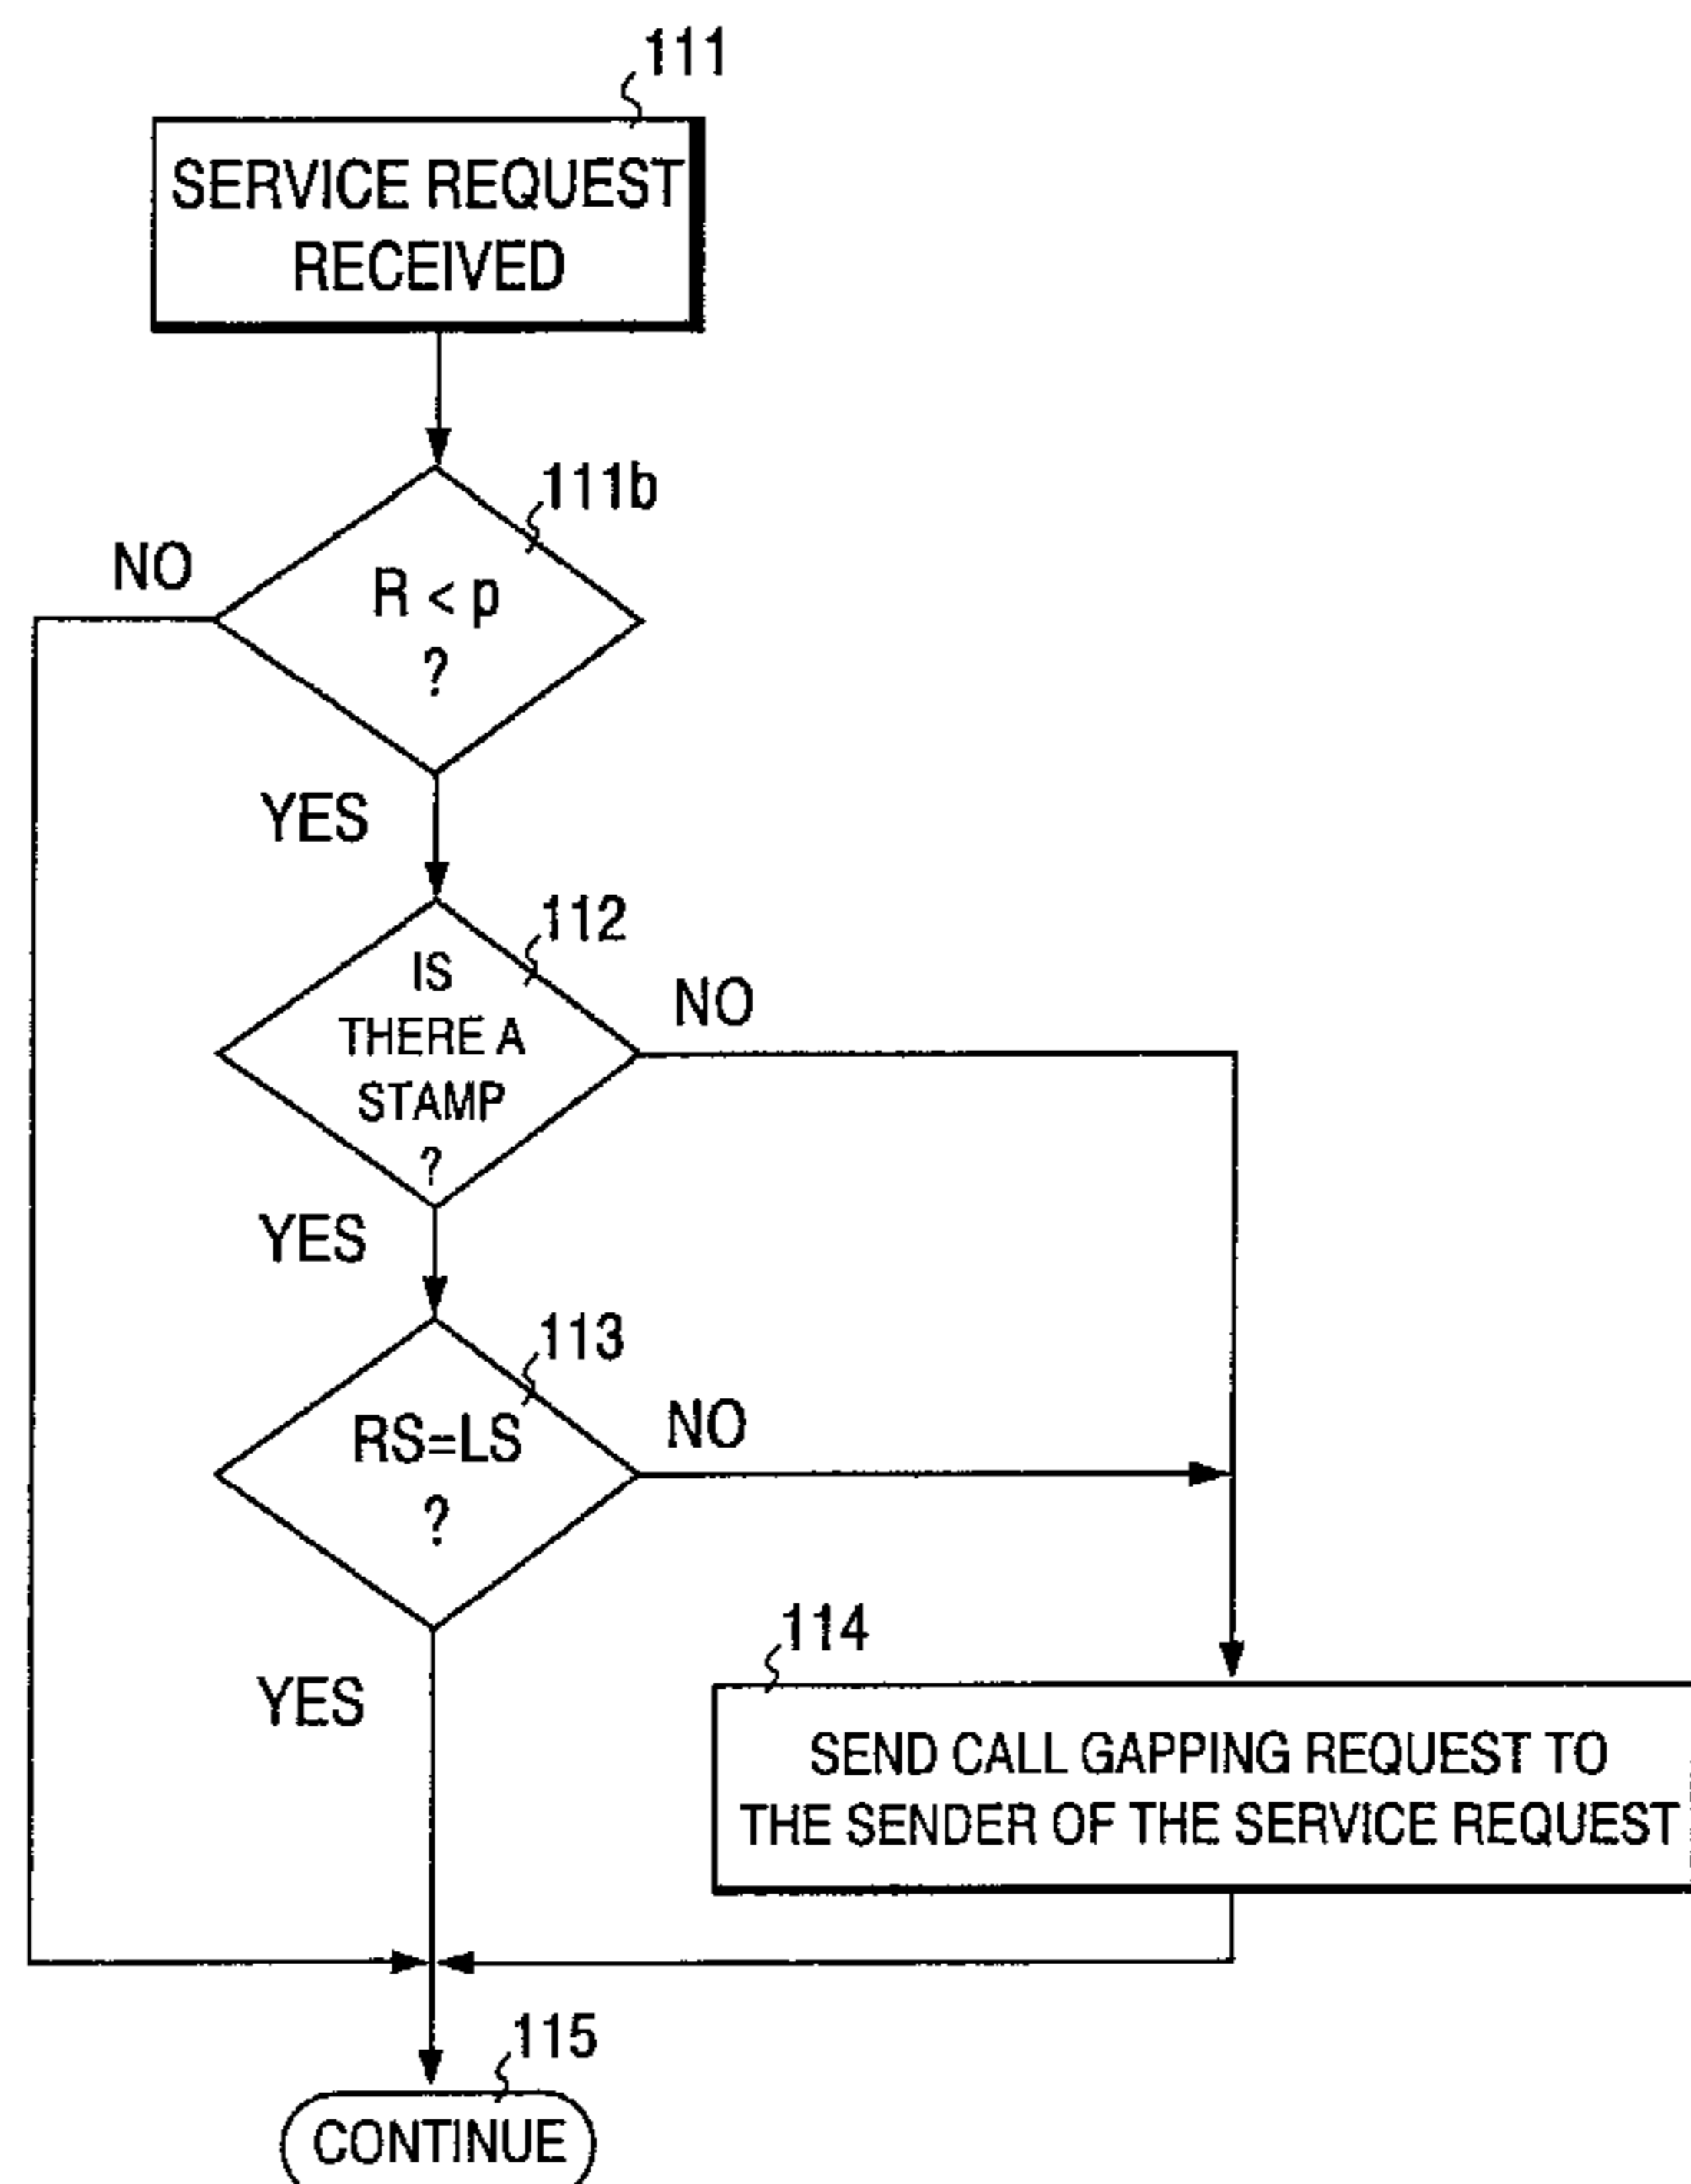 111
SERVICE REQUEST
RECEIVED
111b
NO
R < p
?
YES
112
IS
THERE A
STAMP
?
NO
YES
113
RS=LS
?
NO
YES
114
SEND CALL GAPPING REQUEST TO
THE SENDER OF THE SERVICE REQUEST
115
CONTINUE